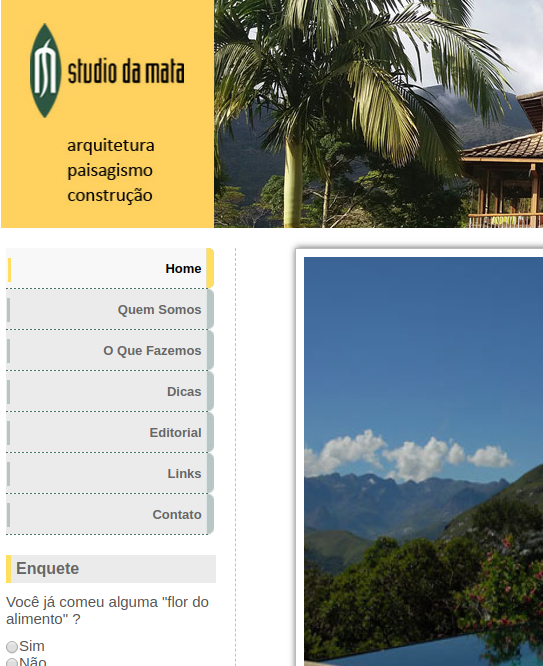 studio da mata
arquitetura
paisagismo
construção
Home
Quem Somos
O Que Fazemos
Dicas
Editorial
Links
Contato
Enquete
Você já comeu alguma "flor do
alimento" ?
Sim
Não